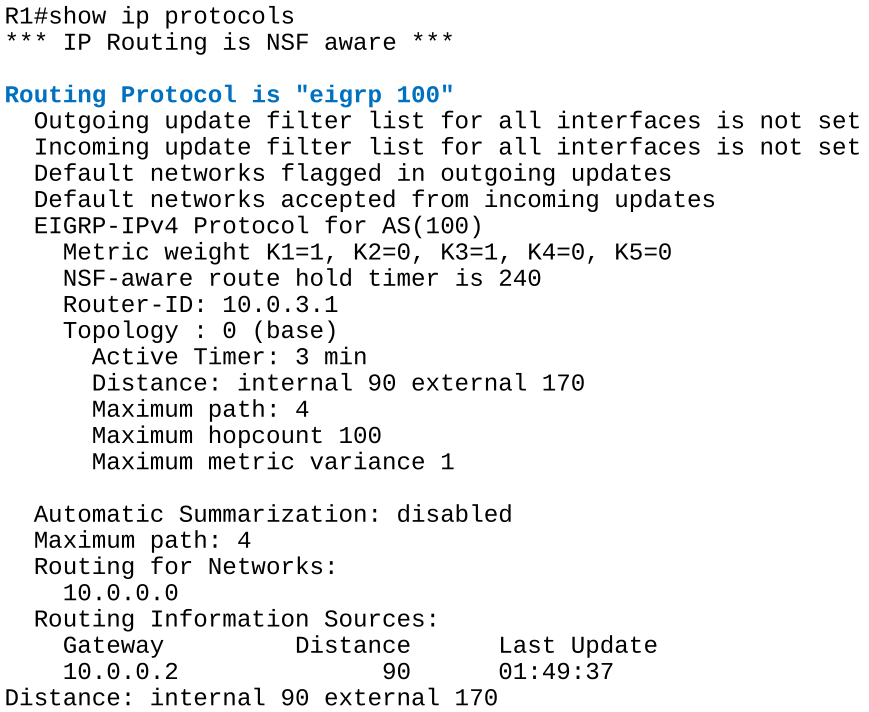 R1#show ip protocols
*** IP Routing is NSF aware ***
Routing Protocol is "eigrp 100"
Outgoing update filter list for all interfaces is not set
Incoming update filter list for all interfaces is not set
Default networks flagged in outgoing updates
Default networks accepted from incoming updates
EIGRP-IPv4 Protocol for AS(100)
Metric weight K1=1, K2=0, K3=1, K4=0, K5=0
NSF-aware route hold timer is 240
Router-ID: 10.0.3.1
Topology : 0 (base)
Active Timer: 3 min
Distance: internal 90 external 170
Maximum path: 4
Maximum hopcount 100
Maximum metric variance 1
Automatic Summarization: disabled
Maximum path: 4
Routing for Networks:
10.0.0.0
Routing Information Sources:
Gateway Distance Last Update
10.0.0.2 90 01:49:37
Distance: internal 90 external 170